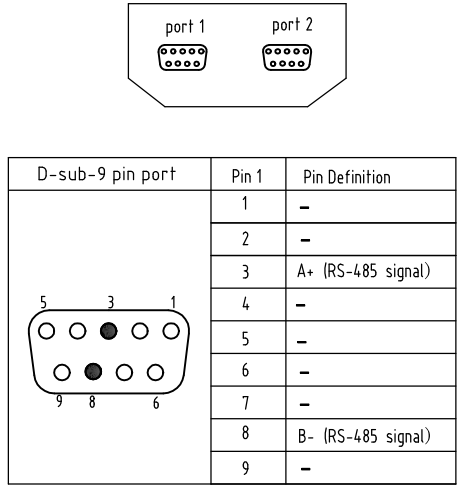 port 1 port 2
D-sub-9 pin port Pin 1 Pin Definition
1 –
2 –
3 A+ (RS-485 signal)
4 –
5 –
6 –
7 –
8 B- (RS-485 signal)
9 –
5 3 1
9 8 6